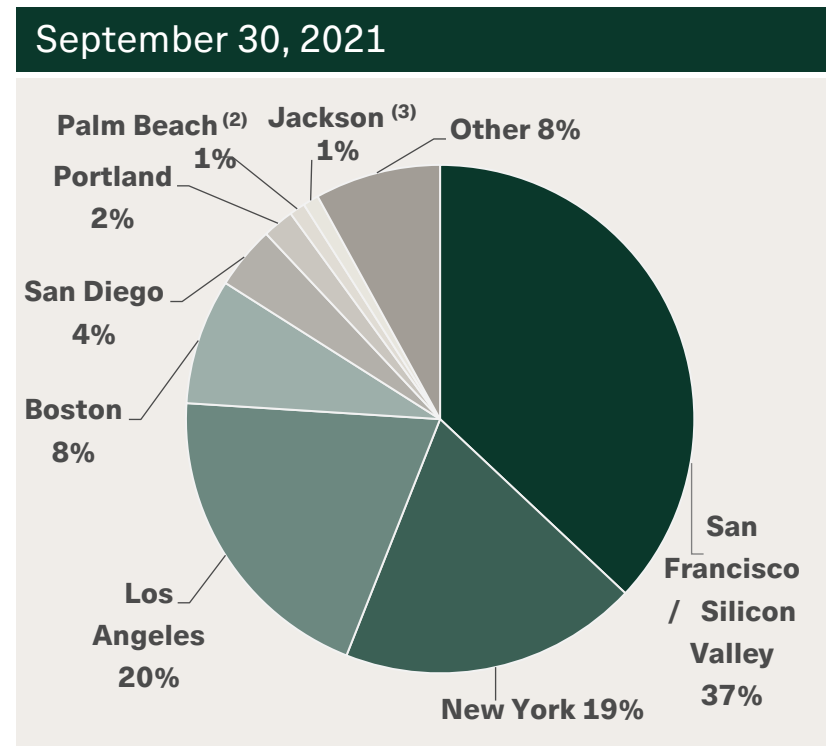 September 30, 2021
Palm Beach (2)
1%
Jackson (3)
1%
Other 8%
Portland
2%
San Diego
4%
Boston
8%
Los
Angeles
20%
New York 19%
San
Francisco
/ Silicon
Valley
37%